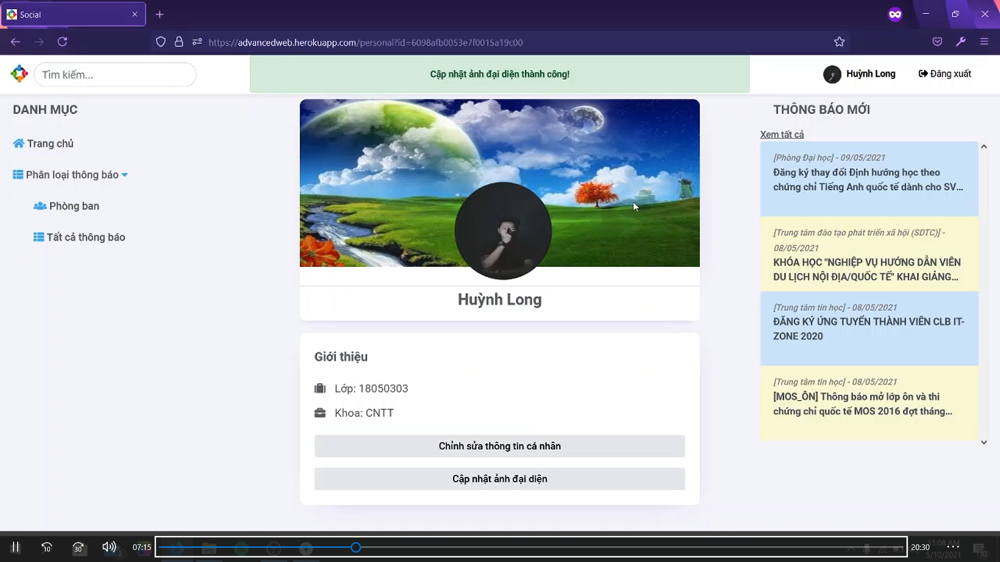 Social
https://advancedweb.herokuapp.com/personal?id=6098afb0053e7f0015a19c00
Tìm kiếm...
Cập nhật ảnh đại diện thành công!
Huỳnh Long
Đăng xuất
DANH MỤC
Trang chủ
Phân loại thông báo
Phòng ban
Tất cả thông báo
Huỳnh Long
Giới thiệu
Lớp: 18050303
Khoa: CNTT
Chỉnh sửa thông tin cá nhân
Cập nhật ảnh đại diện
THÔNG BÁO MỚI
Xem tất cả
[Phòng Đại học] - 09/05/2021
Đăng ký thay đổi Định hướng học theo
chứng chỉ Tiếng Anh quốc tế dành cho SV...
[Trung tâm đào tạo phát triển xã hội (SDTC)] -
08/05/2021
KHÓA HỌC "NGHIỆP VỤ HƯỚNG DẪN VIÊN
DU LỊCH NỘI ĐỊA/QUỐC TẾ" KHAI GIẢNG...
[Trung tâm tin học] - 08/05/2021
ĐĂNG KÝ ỨNG TUYỂN THÀNH VIÊN CLB IT-
ZONE 2020
[Trung tâm tin học] - 08/05/2021
[MOS_ÔN] Thông báo mở lớp ôn và thi
chứng chỉ quốc tế MOS 2016 đợt tháng...
10
30
07:15
20:30
11:08 AM
5/10/2021
10
2